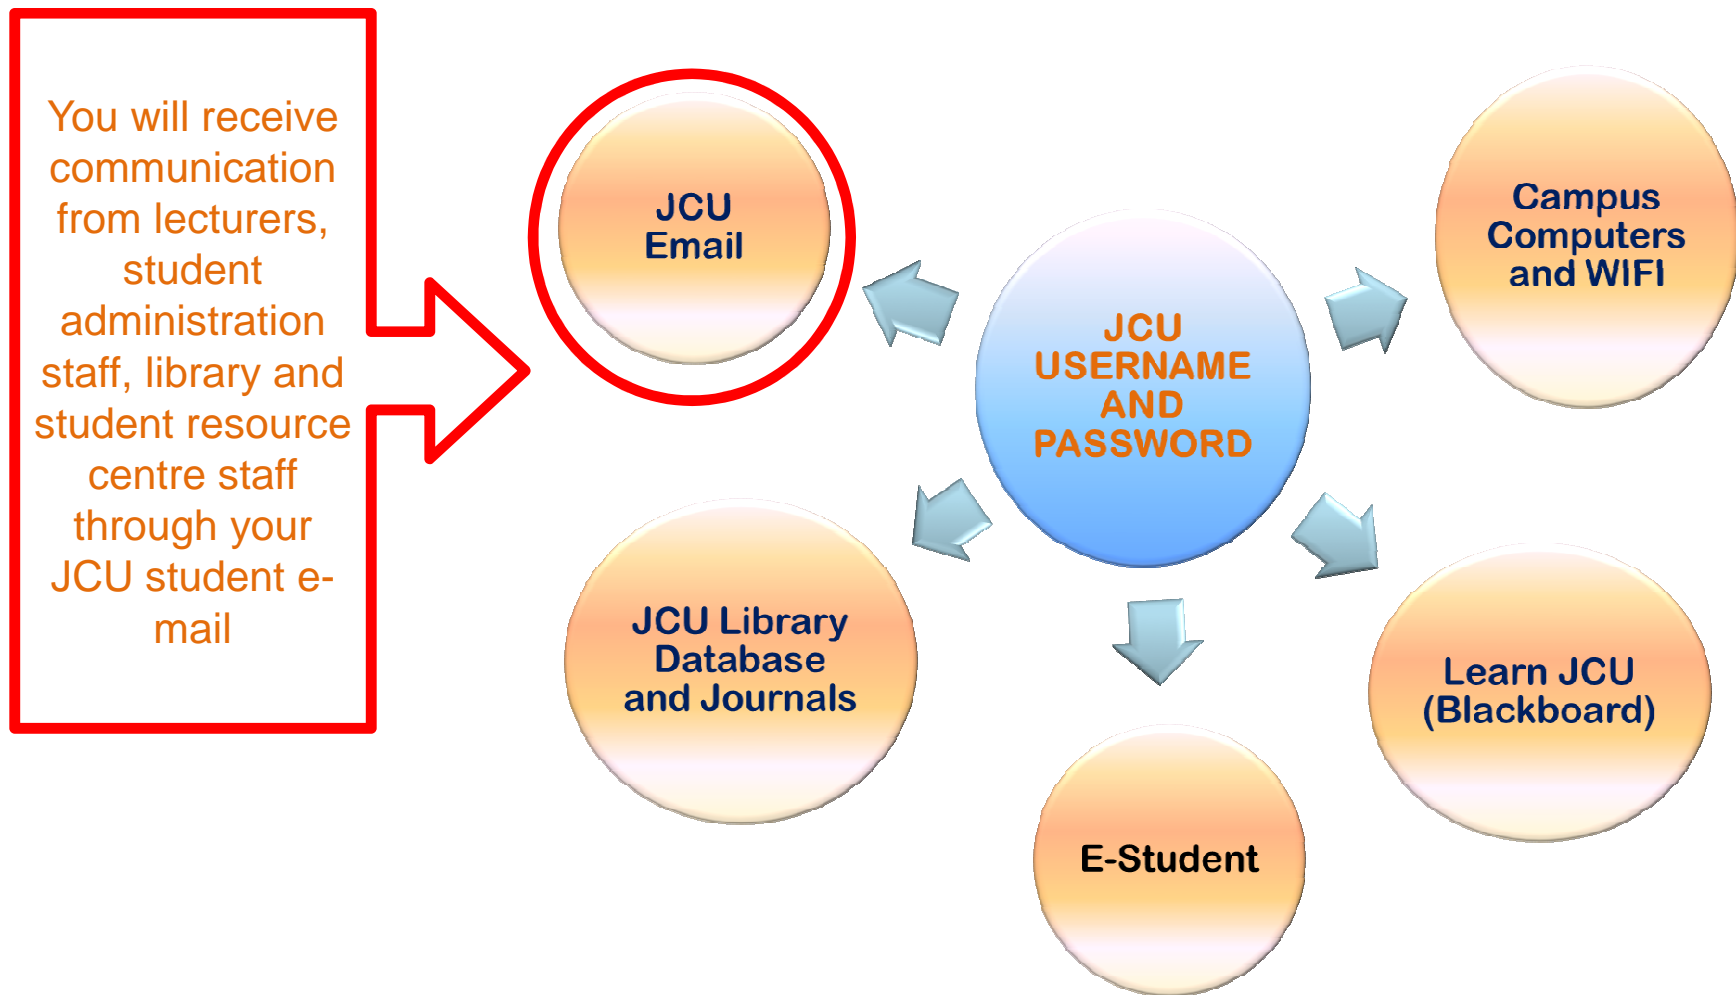 You will receive
communication
from lecturers,
student
administration
staff, library and
student resource
centre staff
through your
JCU student e-
mail
JCU
Email
JCU
USERNAME
AND
PASSWORD
Campus
Computers
and WIFI
JCU Library
Database
and Journals
Learn JCU
(Blackboard)
E-Student